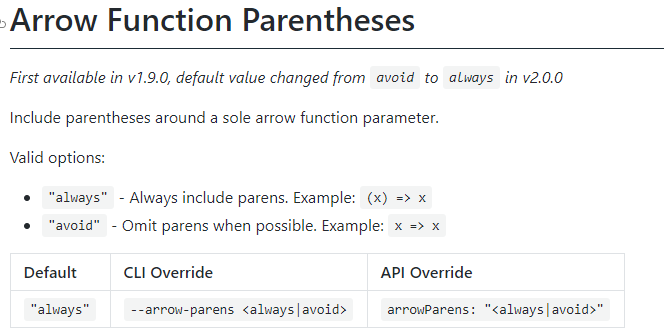 Arrow Function Parentheses
First available in v1.9.0, default value changed from avoid to always in v2.0.0
Include parentheses around a sole arrow function parameter.
Valid options:
• "always" - Always include parens. Example: (x) => x
• "avoid" - Omit parens when possible. Example: x => x
Default CLI Override API Override
"always" --arrow-parens <always|avoid> arrowParens: "<always|avoid>"